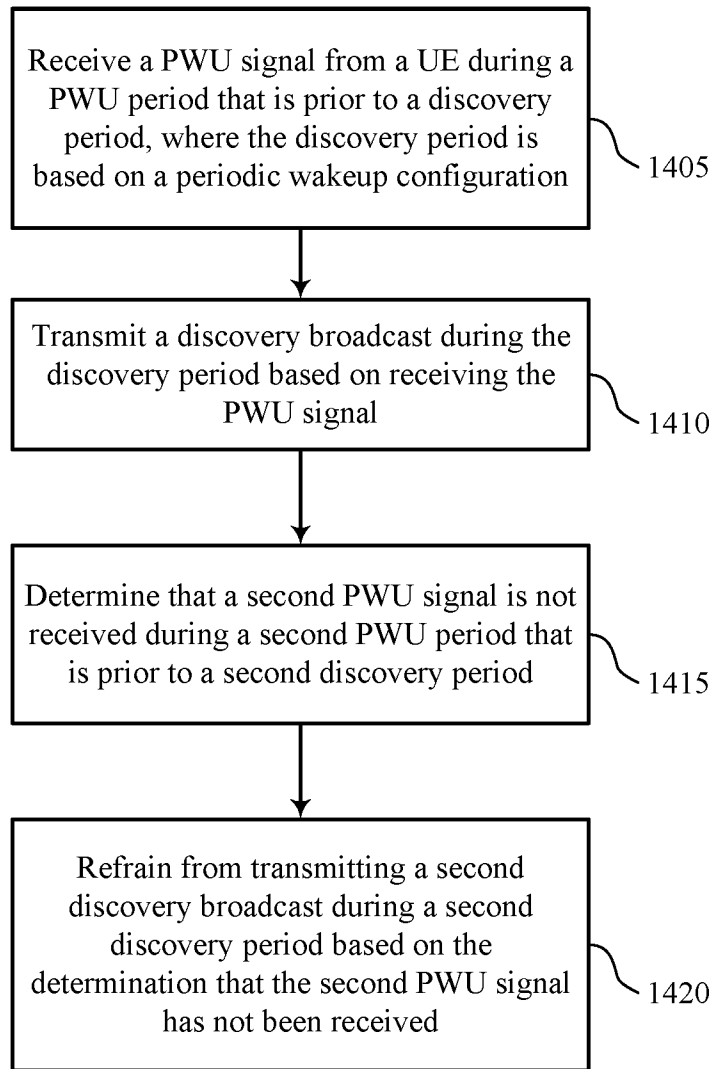 Receive a PWU signal from a UE during a
PWU period that is prior to a discovery
period, where the discovery period is
based on a periodic wakeup configuration
1405
Transmit a discovery broadcast during the
discovery period based on receiving the
PWU signal
1410
Determine that a second PWU signal is not
received during a second PWU period that
is prior to a second discovery period
1415
Refrain from transmitting a second
discovery broadcast during a second
discovery period based on the
determination that the second PWU signal
has not been received
1420